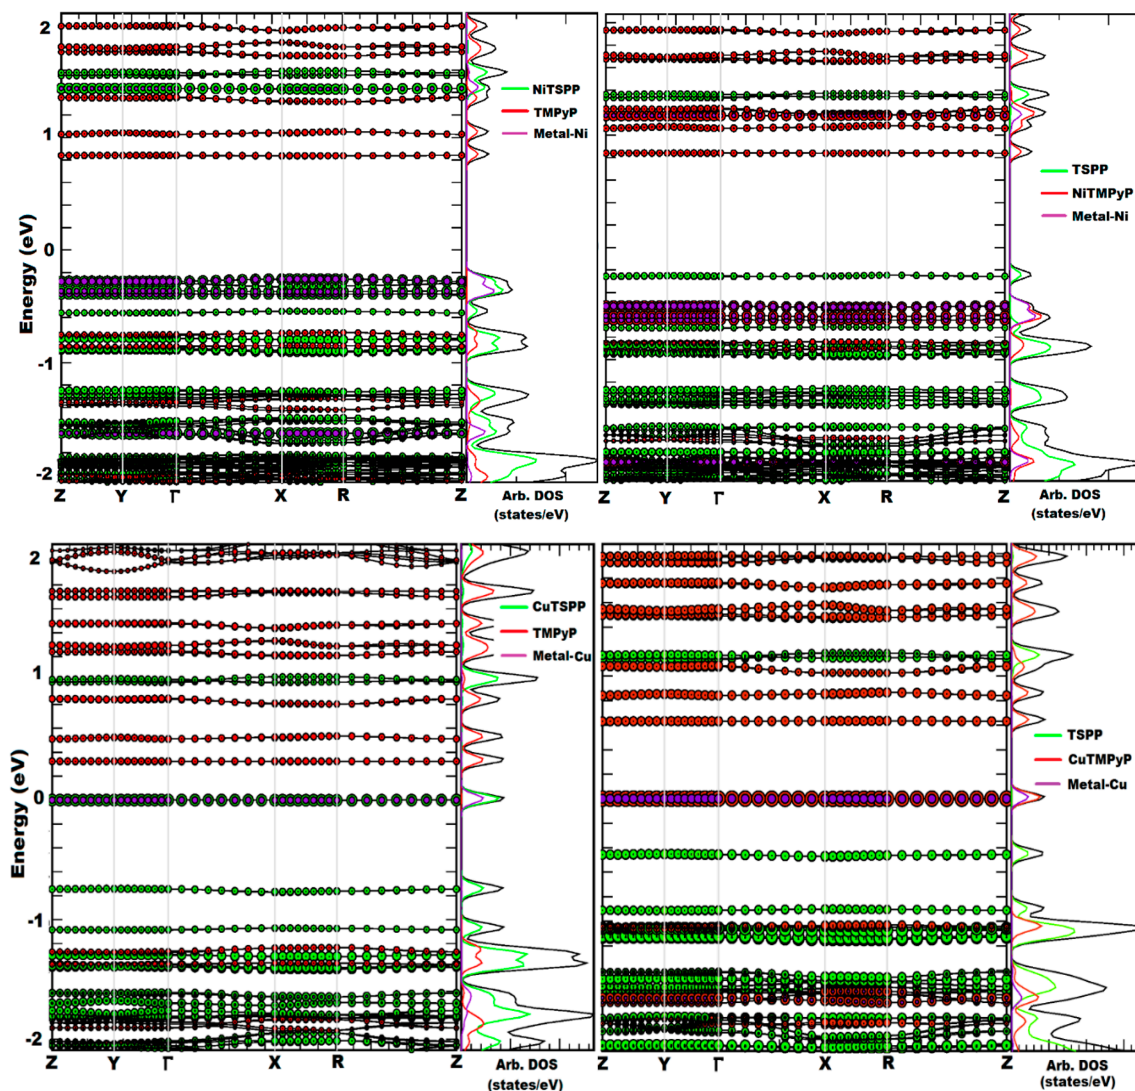 2
1
0
-1
-2
Energy (eV)
Z Y Γ X R Z
Arb. DOS
(states/eV)
NiTSPP
TMPyP
Metal-Ni
Z Y Γ X R Z
Arb. DOS
(states/eV)
TSPP
NiTMPyP
Metal-Ni
2
1
0
-1
-2
Energy (eV)
Z Y Γ X R Z
Arb. DOS
(states/eV)
CuTSPP
TMPyP
Metal-Cu
Z Y Γ X R Z
Arb. DOS
(states/eV)
TSPP
CuTMPyP
Metal-Cu